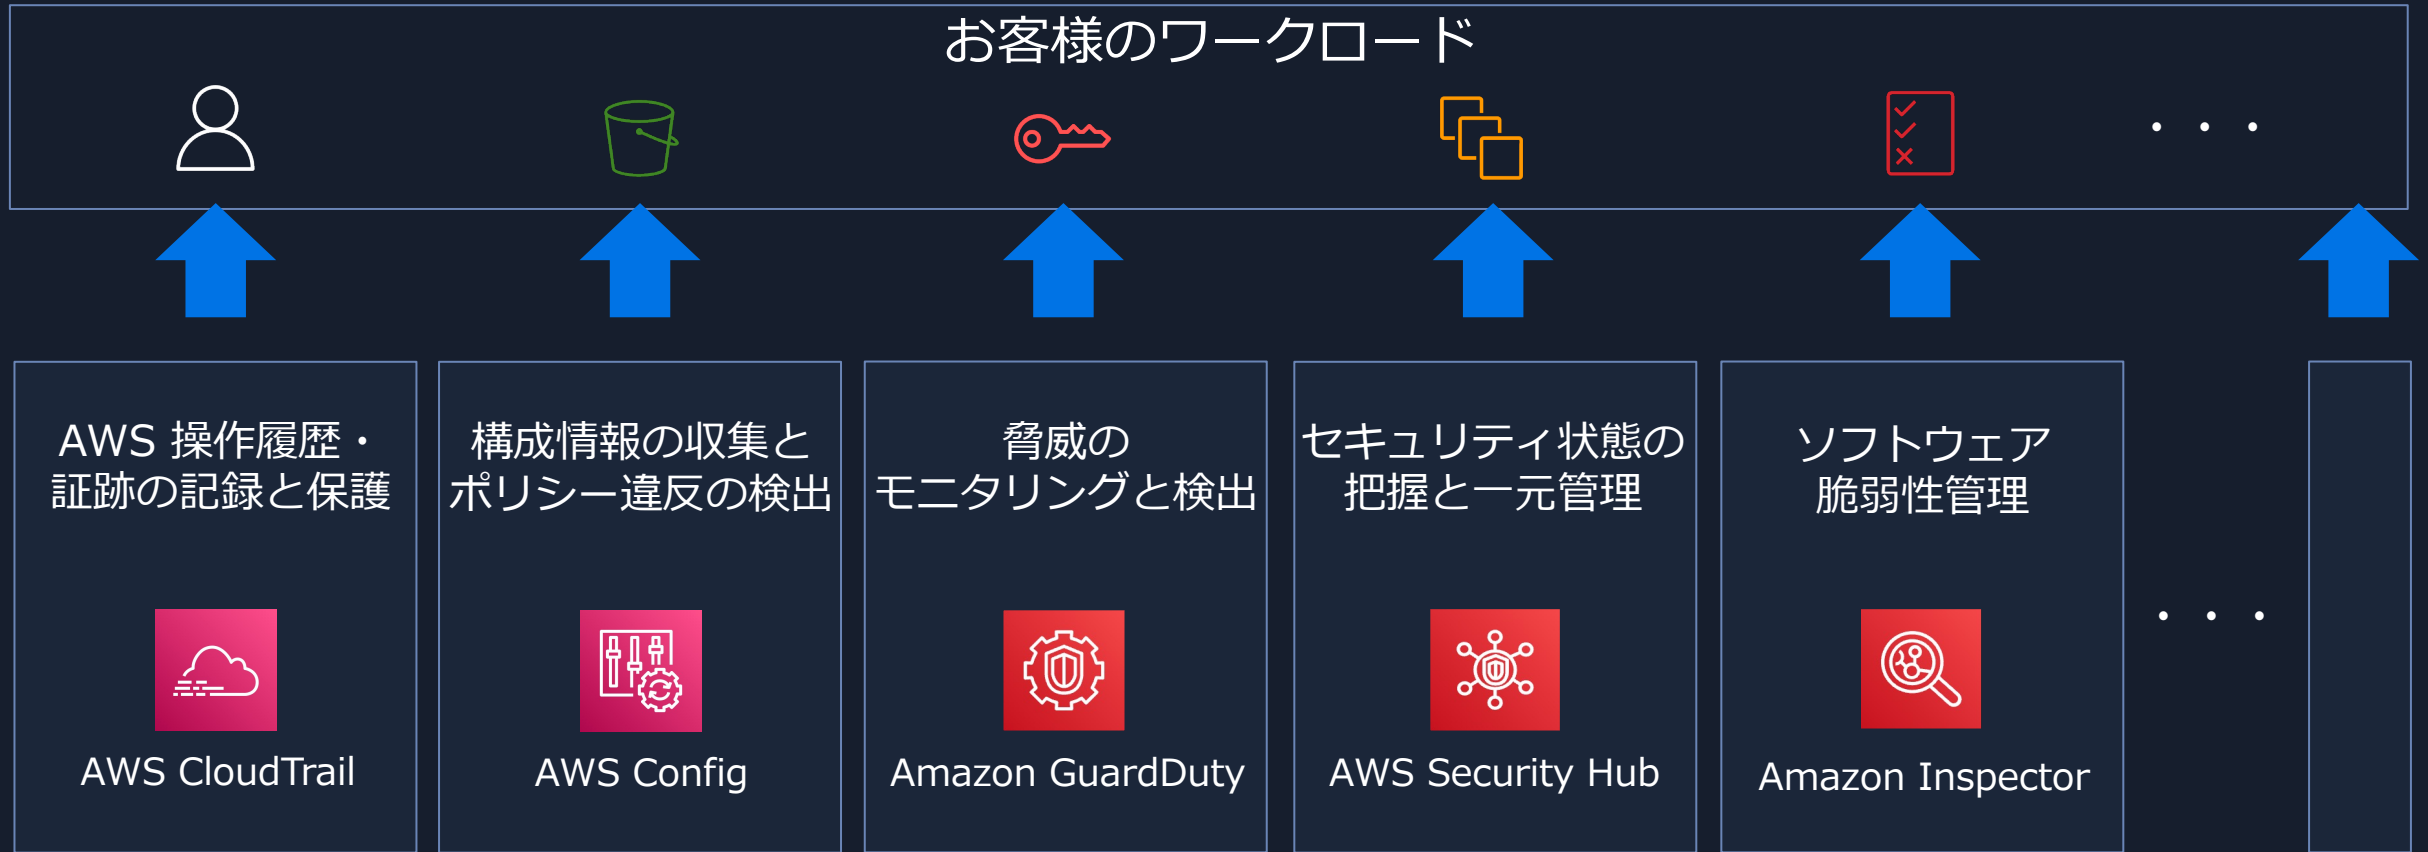 お客様のワークロード
・・・
AWS 操作履歴・
証跡の記録と保護
AWS CloudTrail
構成情報の収集と
ポリシー違反の検出
AWS Config
脅威の
モニタリングと検出
Amazon GuardDuty
セキュリティ状態の
把握と一元管理
AWS Security Hub
ソフトウェア
脆弱性管理
Amazon Inspector
・・・